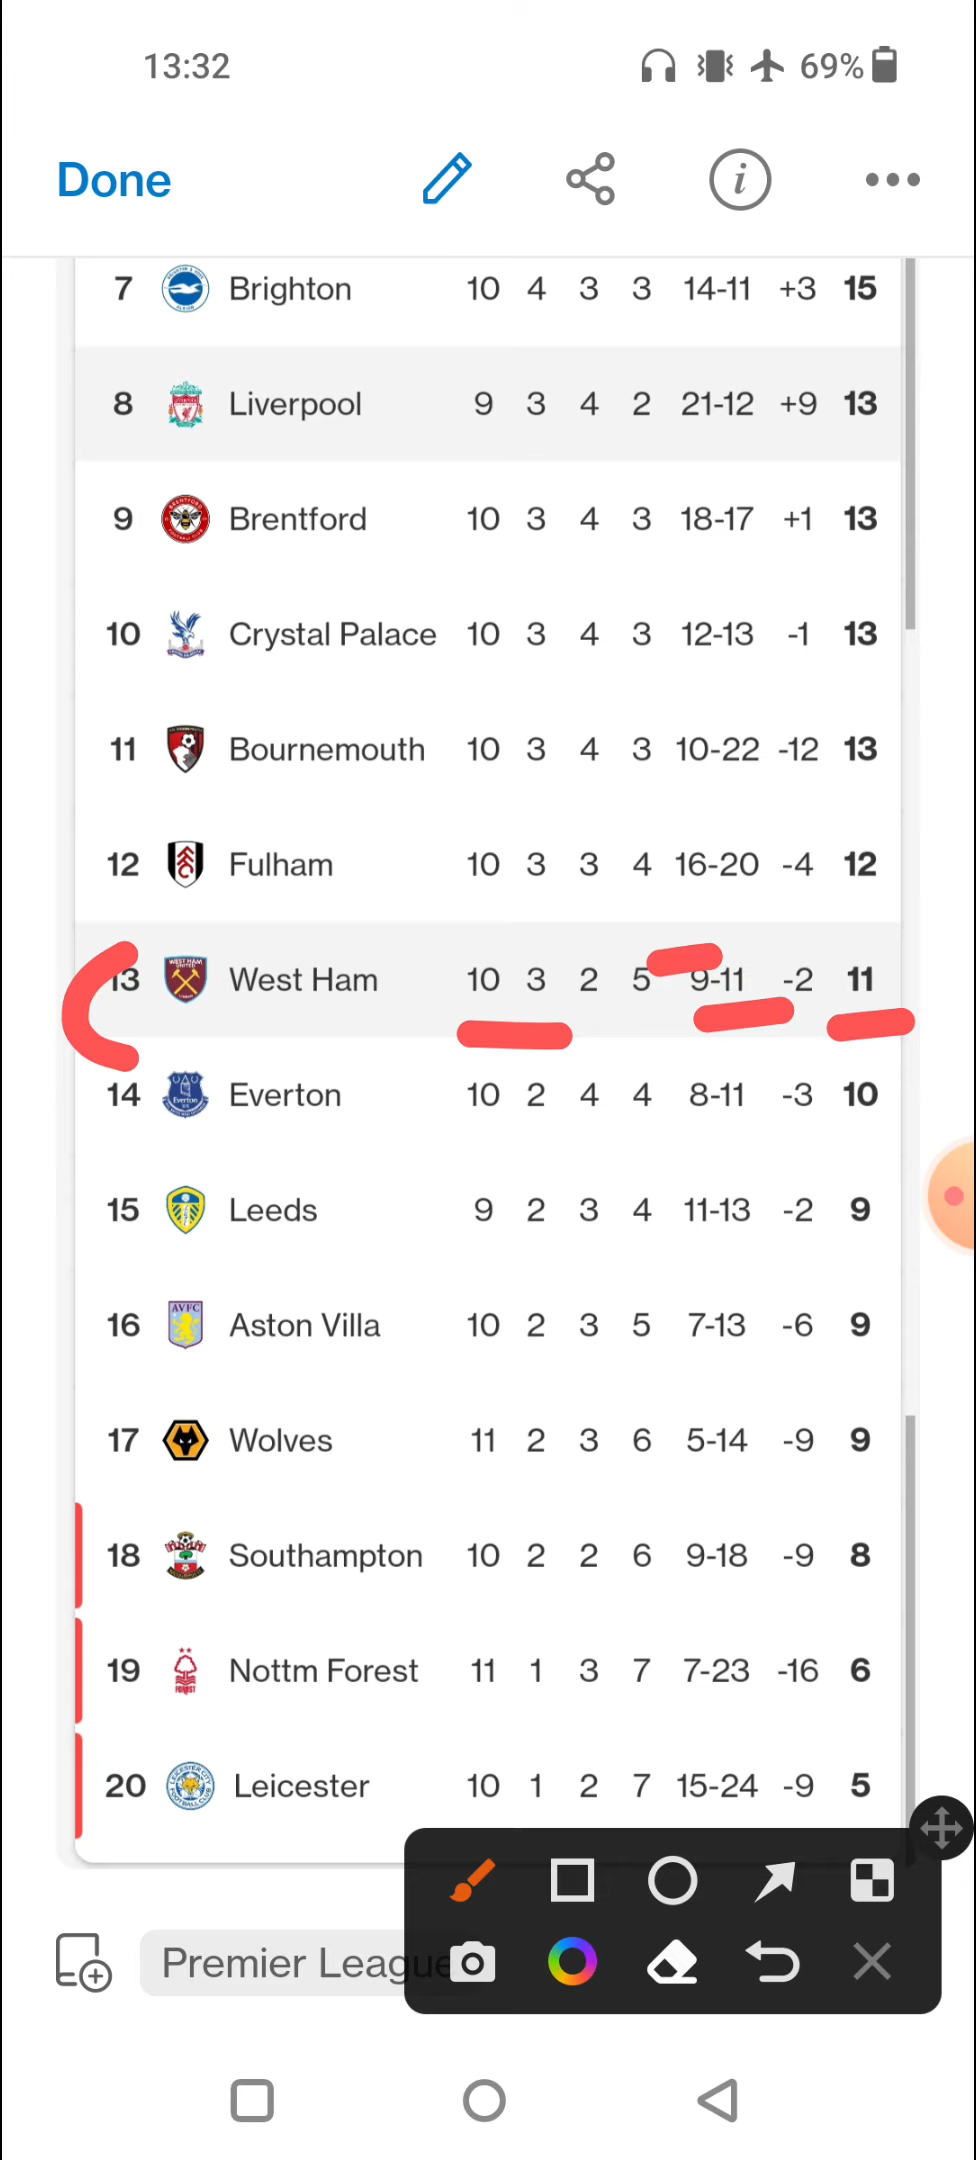 13:32 69%
Done
7 Brighton 10 4 3 3 14-11 +3 15
8 Liverpool 9 3 4 2 21-12 +9 13
9 Brentford 10 3 4 3 18-17 +1 13
10 Crystal Palace 10 3 4 3 12-13 -1 13
11 Bournemouth 10 3 4 3 10-22 -12 13
12 Fulham 10 3 3 4 16-20 -4 12
13 West Ham 10 3 2 5 9-11 -2 11
14 Everton 10 2 4 4 8-11 -3 10
15 Leeds 9 2 3 4 11-13 -2 9
16 AVFC Aston Villa 10 2 3 5 7-13 -6 9
17 Wolves 11 2 3 6 5-14 -9 9
18 Southampton 10 2 2 6 9-18 -9 8
19 Nottm Forest 11 1 3 7 7-23 -16 6
20 Leicester 10 1 2 7 15-24 -9 5
Premier League